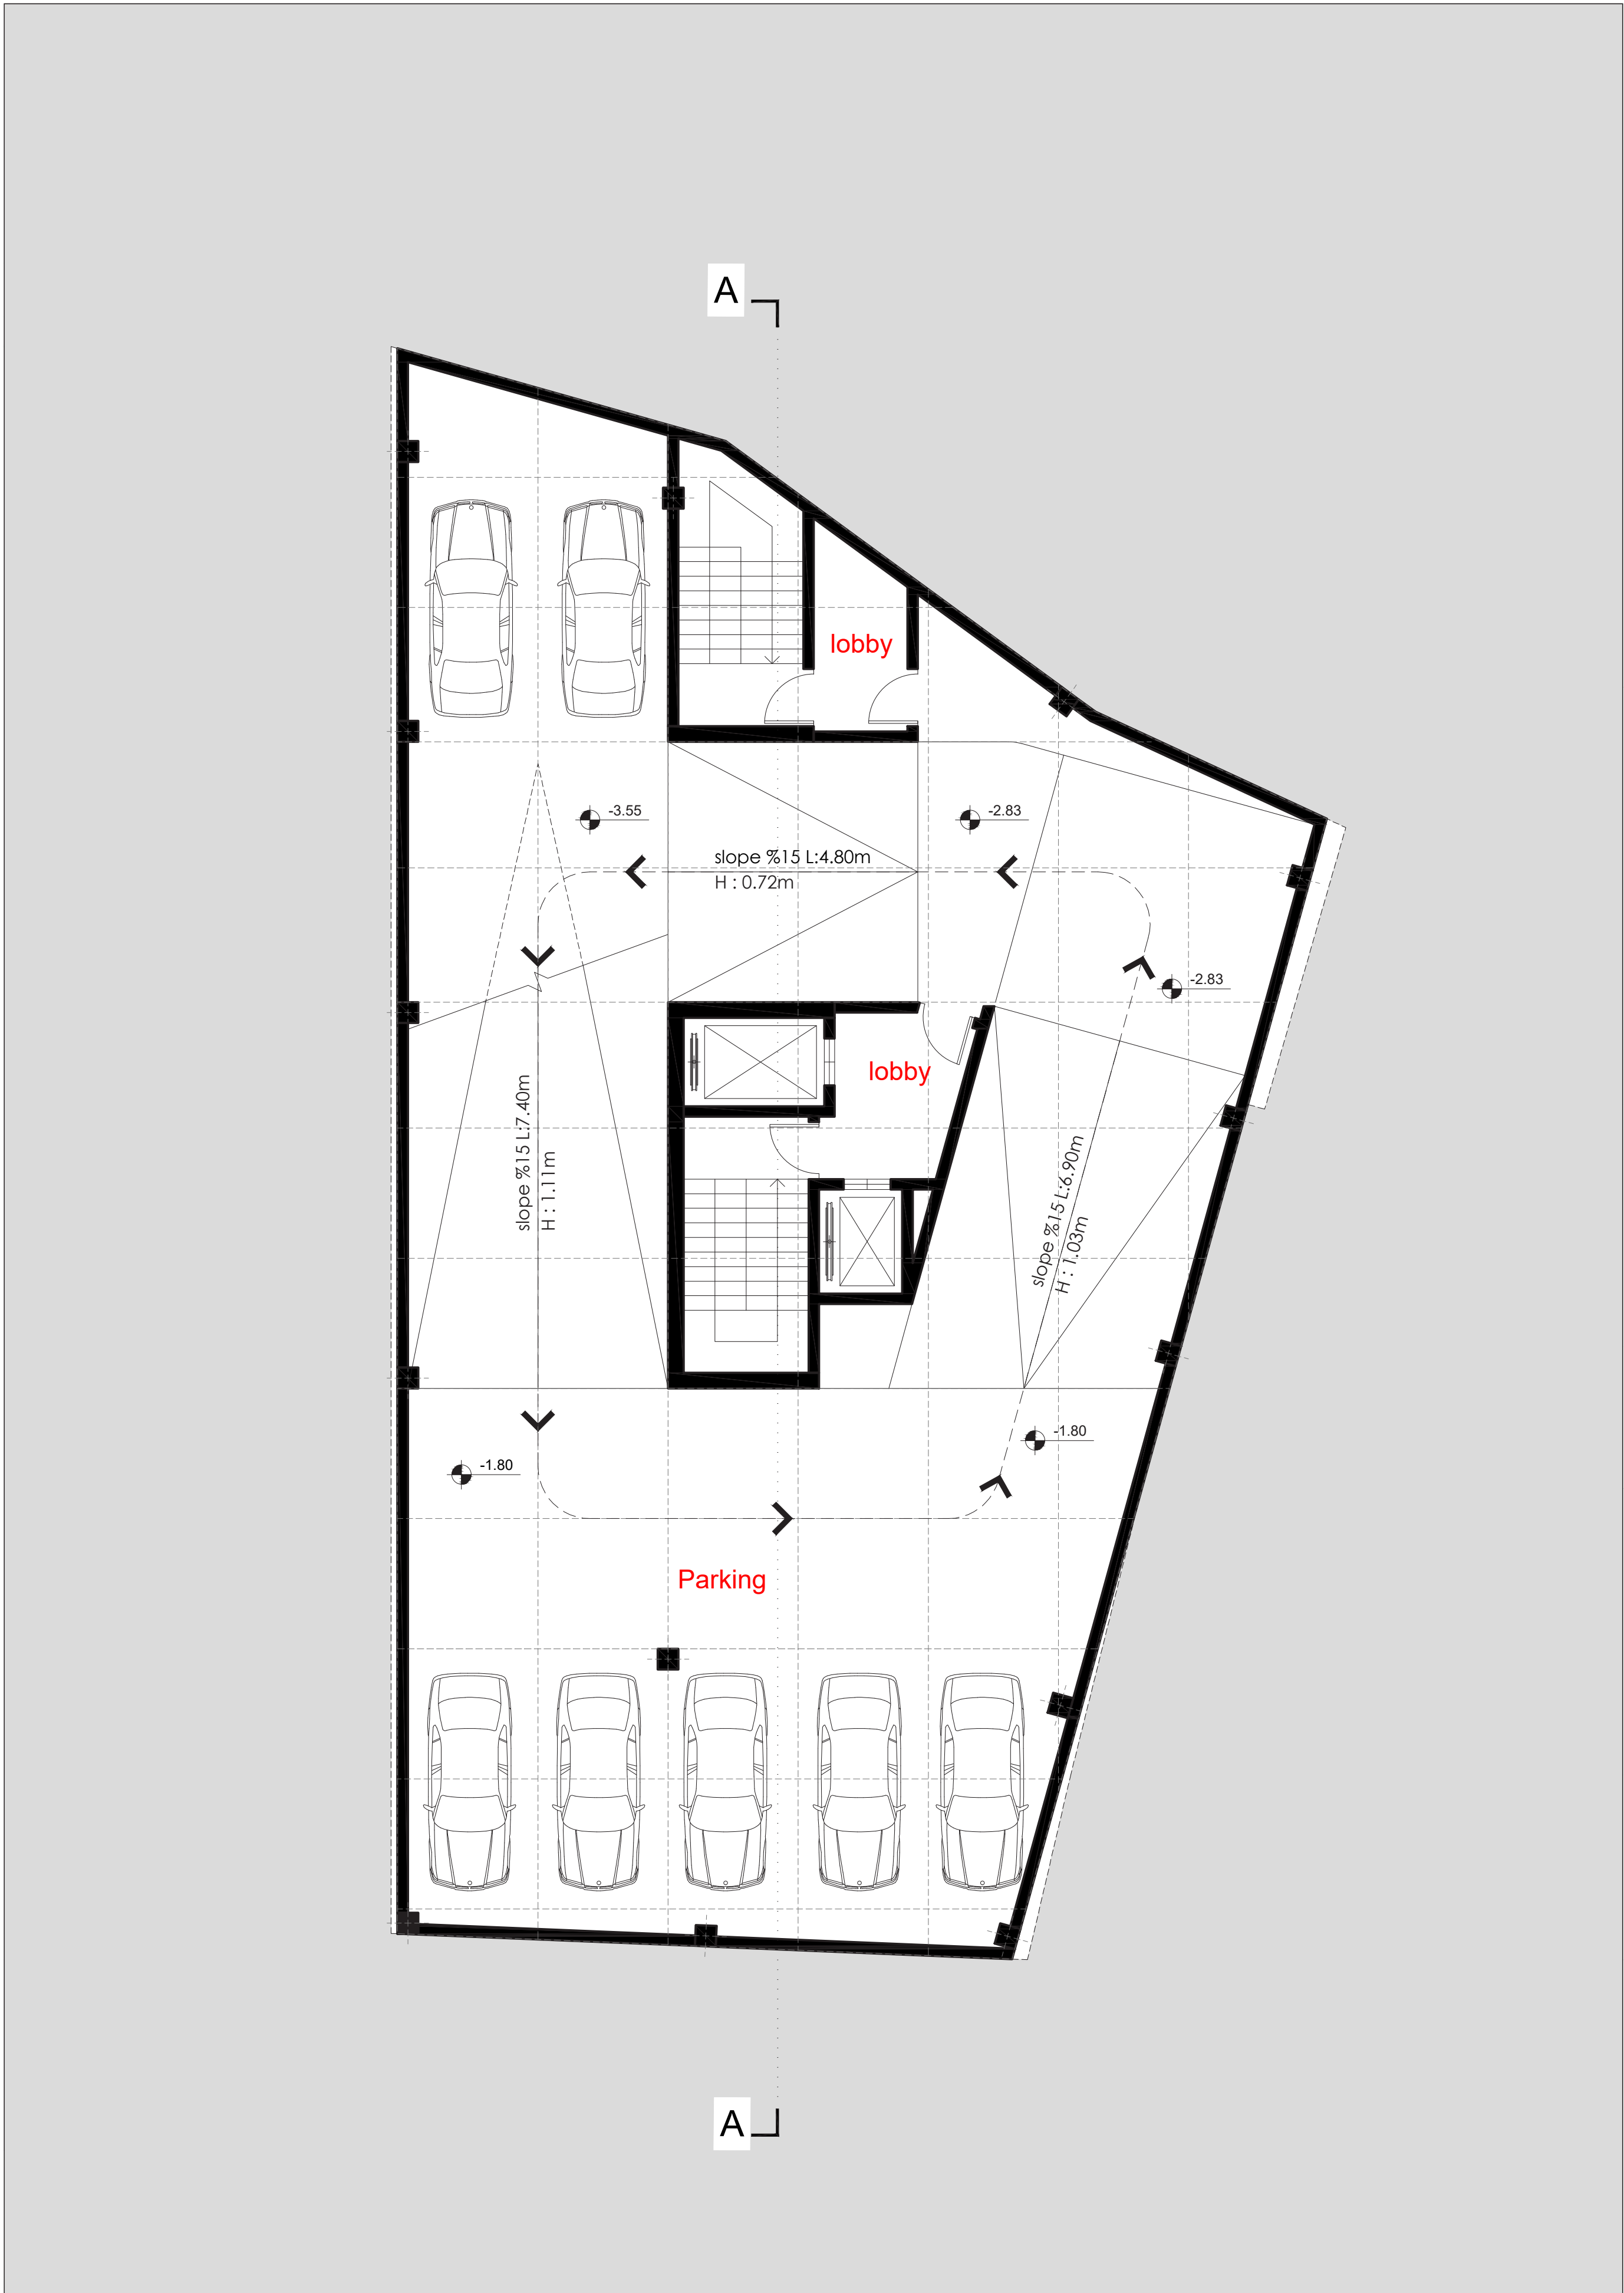 A
lobby
-3.55
-2.83
slope %15 L:4.80m
H : 0.72m
-2.83
lobby
slope %15 L:7.40m
H : 1.11m
slope %15 L:6.90m
H : 1.03m
-1.80
-1.80
Parking
A